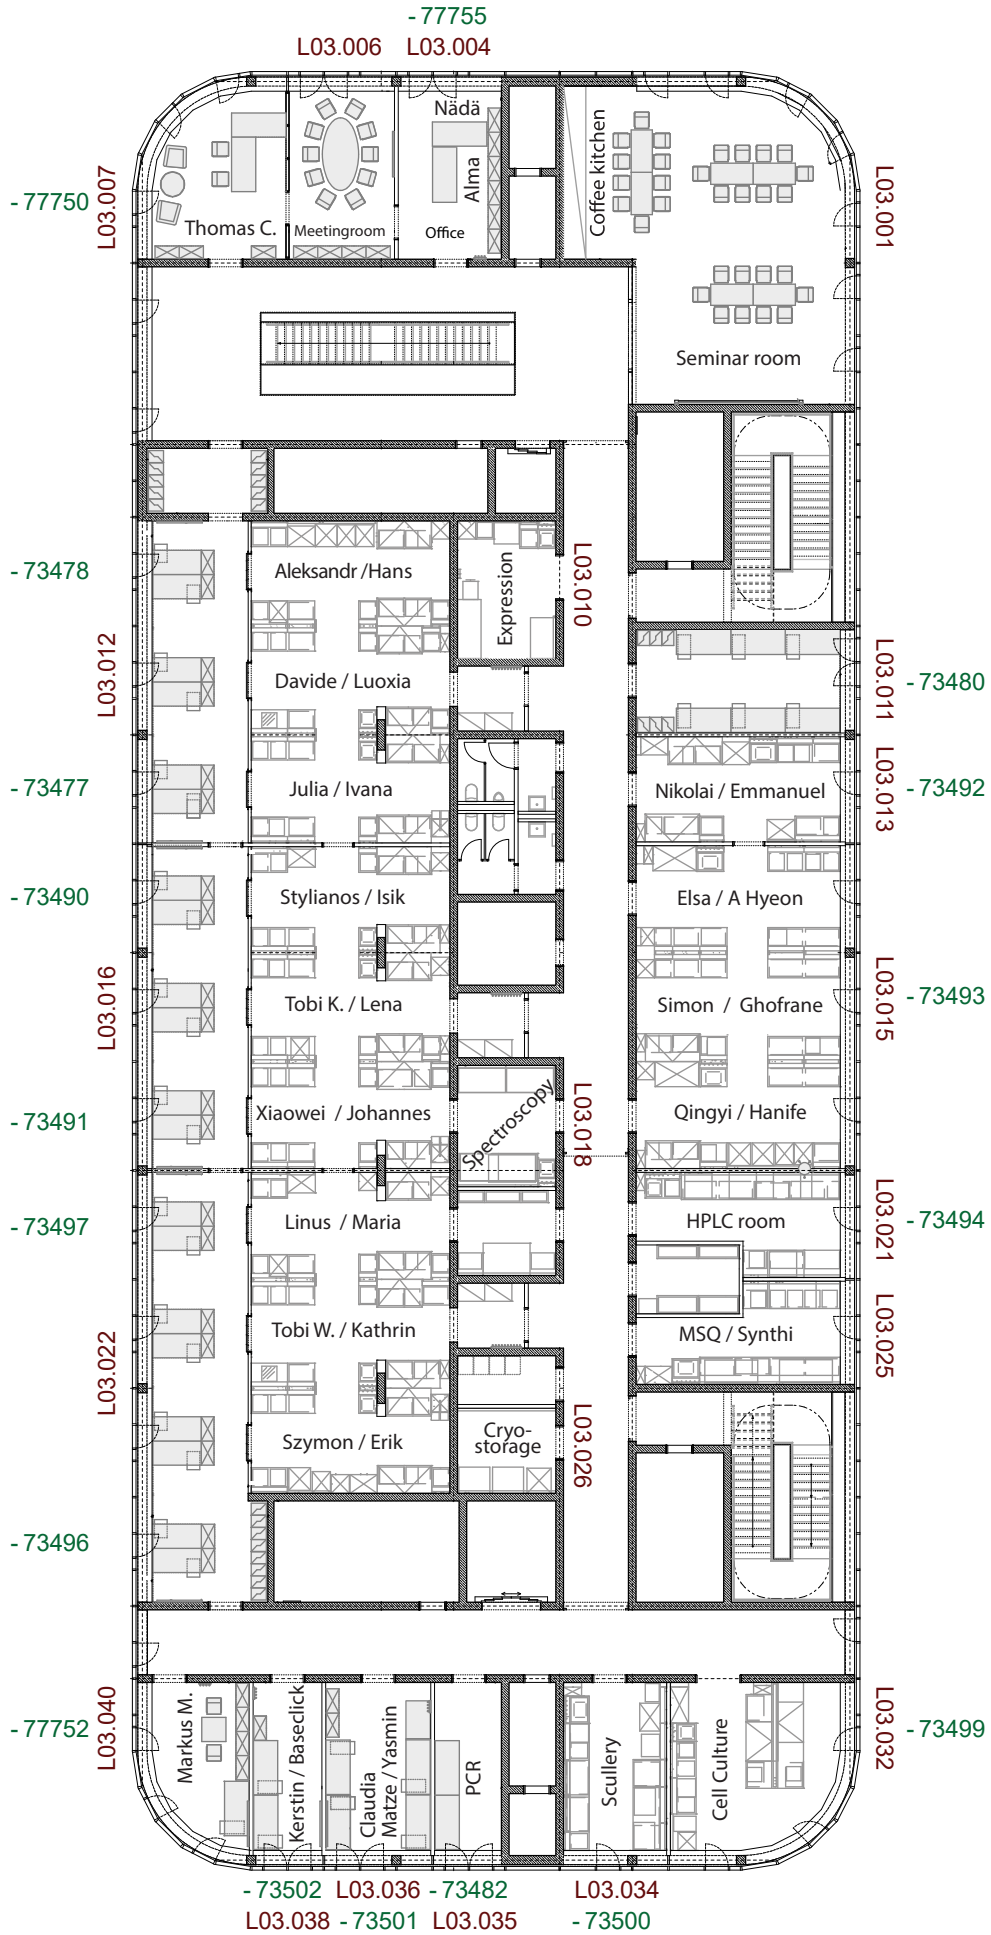 - 77755
L03.006 L03.004
Nädä
Alma
Office
Coffee kitchen
- 77750
L03.007
Thomas C.
Meetingroom
L03.001
Seminar room
- 73478
Aleksandr /Hans
Expression
L03.010
L03.012
Davide / Luoxia
L03.011
- 73480
- 73477
Julia / Ivana
Nikolai / Emmanuel
L03.013
- 73492
- 73490
Stylianos / Isik
Elsa / A Hyeon
L03.016
Tobi K. / Lena
Simon / Ghofrane
L03.015
- 73493
- 73491
Xiaowei / Johannes
Spectroscopy
L03.018
Qingyi / Hanife
- 73497
Linus / Maria
HPLC room
L03.021
- 73494
L03.022
Tobi W. / Kathrin
MSQ / Synthi
L03.025
Szymon / Erik
Cryo-
storage
L03.026
- 73496
- 77752
L03.040
Markus M.
Kerstin / Baseclick
Claudia
Matze / Yasmin
PCR
Scullery
Cell Culture
L03.032
- 73499
- 73502 L03.036 - 73482 L03.034
L03.038 - 73501 L03.035 - 73500